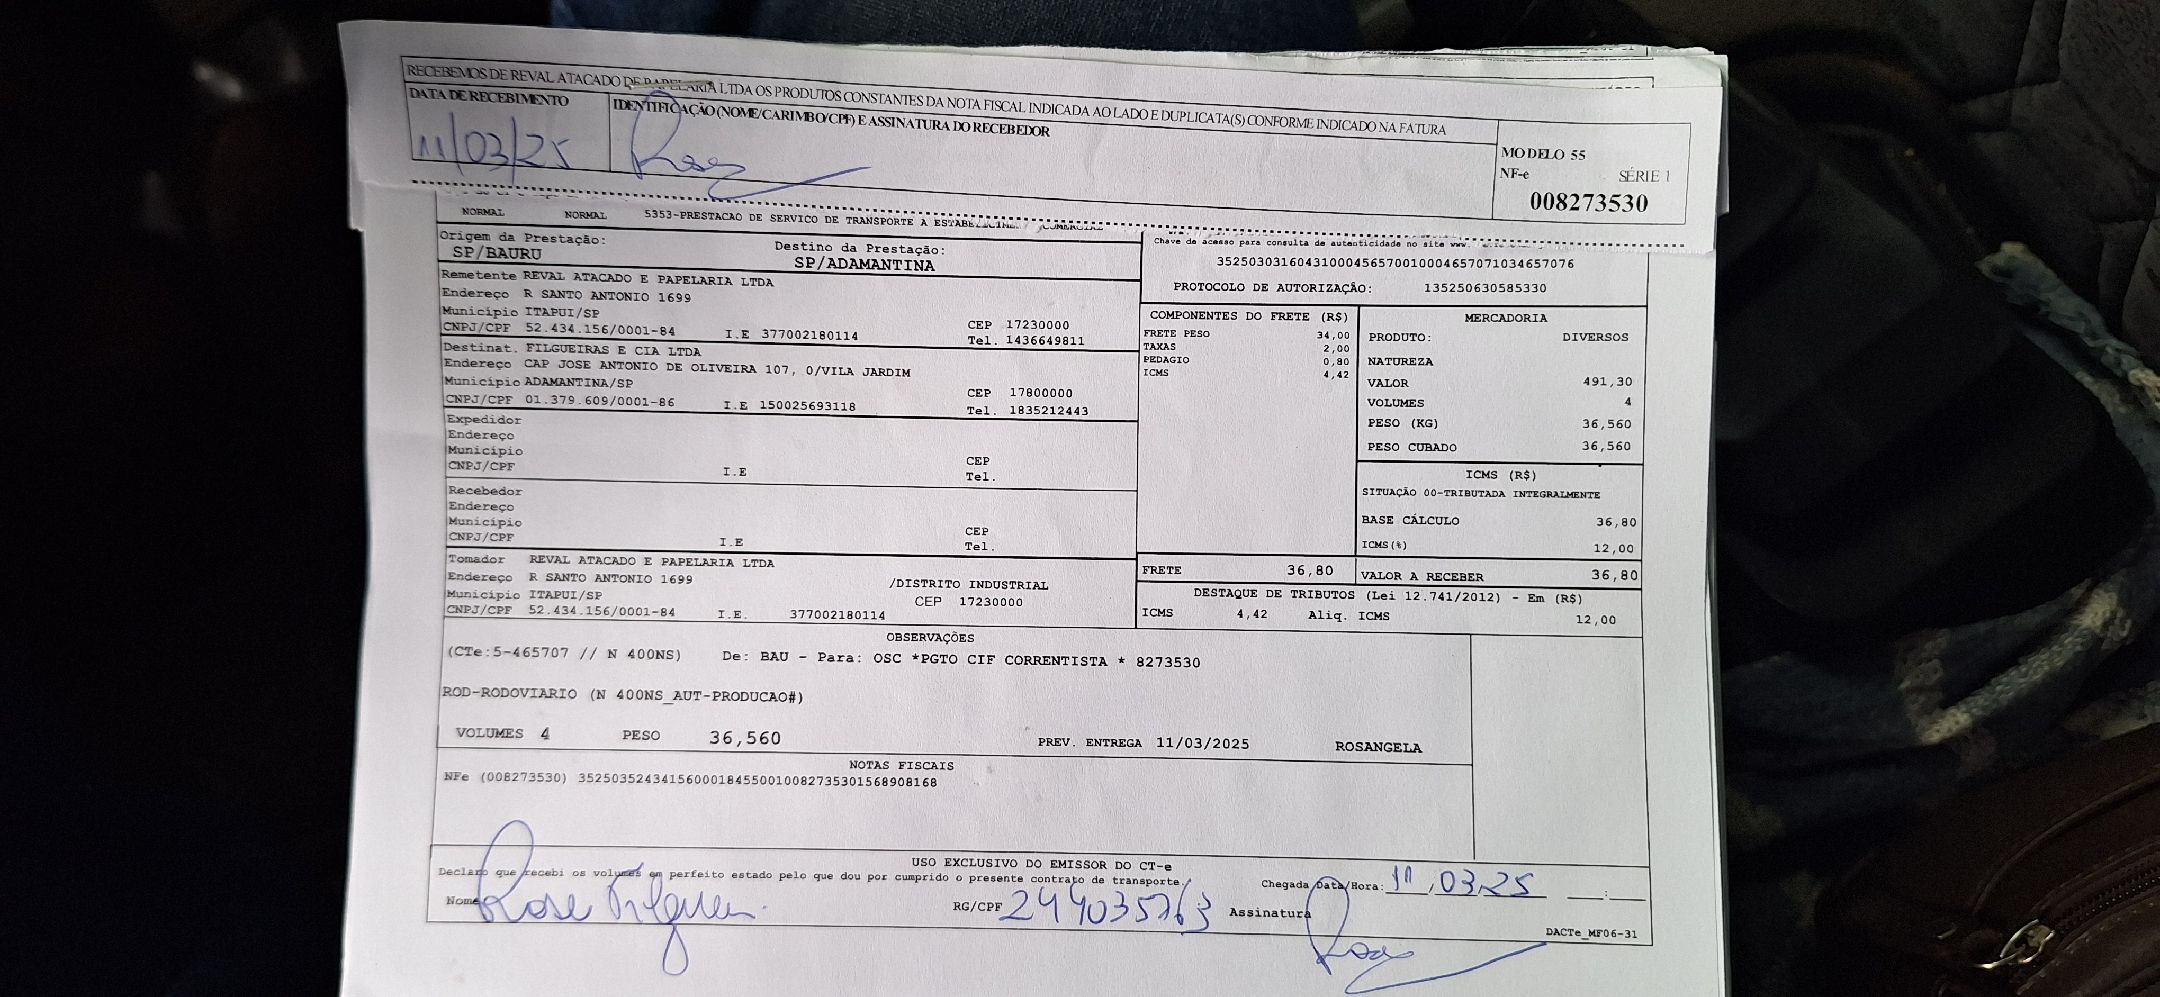 RECEBEMOS DE REVAL ATACADO DE PAPELARIA LTDA OS PRODUTOS CONSTANTES DA NOTA FISCAL INDICADA AO LADO E DUPLICATA(S) CONFORME INDICADO NA FATURA
DATA DE RECEBIMENTO
11/03/25
IDENTIFICAÇÃO (NOME/CARIMBO/CPF) E ASSINATURA DO RECEBEDOR
MODELO 55
NF-e SÉRIE 1
008273530
NORMAL NORMAL 5353-PRESTACAO DE SERVICO DE TRANSPORTE A COMERCIAL
Origem da Prestação:
SP/BAURU
Destino da Prestação:
SP/ADAMANTINA
Chave de acesso para consulta de autenticidade no site www.
35250303160431000456570010004657071034657076
PROTOCOLO DE AUTORIZAÇÃO: 135250630585330
Remetente REVAL ATACADO E PAPELARIA LTDA
Endereço R SANTO ANTONIO 1699
Município ITAPUI/SP CEP 17230000
CNPJ/CPF 52.434.156/0001-84 I.E 377002180114 Tel. 1436649811
Destinat. FILGUEIRAS E CIA LTDA
Endereço CAP JOSE ANTONIO DE OLIVEIRA 107, 0/VILA JARDIM
Município ADAMANTINA/SP CEP 17800000
CNPJ/CPF 01.379.609/0001-86 I.E 150025693118 Tel. 1835212443
Expedidor
Endereço
Município CEP
CNPJ/CPF I.E Tel.
Recebedor
Endereço
Município CEP
CNPJ/CPF I.E Tel.
Tomador REVAL ATACADO E PAPELARIA LTDA
Endereço R SANTO ANTONIO 1699 /DISTRITO INDUSTRIAL
Município ITAPUI/SP CEP 17230000
CNPJ/CPF 52.434.156/0001-84 I.E. 377002180114
COMPONENTES DO FRETE (R$)
FRETE PESO 34,00
TAXAS 2,00
PEDAGIO 0,80
ICMS 4,42
MERCADORIA
PRODUTO: DIVERSOS
NATUREZA
VALOR 491,30
VOLUMES 4
PESO (KG) 36,560
PESO CUBADO 36,560
ICMS (R$)
SITUAÇÃO 00-TRIBUTADA INTEGRALMENTE
BASE CÁLCULO 36,80
ICMS(%) 12,00
FRETE 36,80
VALOR A RECEBER 36,80
DESTAQUE DE TRIBUTOS (Lei 12.741/2012) - Em (R$)
ICMS 4,42 Aliq. ICMS 12,00
OBSERVAÇÕES
(CTe:5-465707 // N 400NS) De: BAU - Para: OSC *PGTO CIF CORRENTISTA * 8273530
ROD-RODOVIARIO (N 400NS_AUT-PRODUCAO#)
VOLUMES 4 PESO 36,560 PREV. ENTREGA 11/03/2025 ROSANGELA
NOTAS FISCAIS
NFe (008273530) 35250352434156000184550010082735301568908168
USO EXCLUSIVO DO EMISSOR DO CT-e
Declaro que recebi os volumes em perfeito estado pelo que dou por cumprido o presente contrato de transporte.
Chegada Data/Hora: 11,03,25 __:__
Nome Rose RG/CPF Assinatura
DACTe_MF06-31